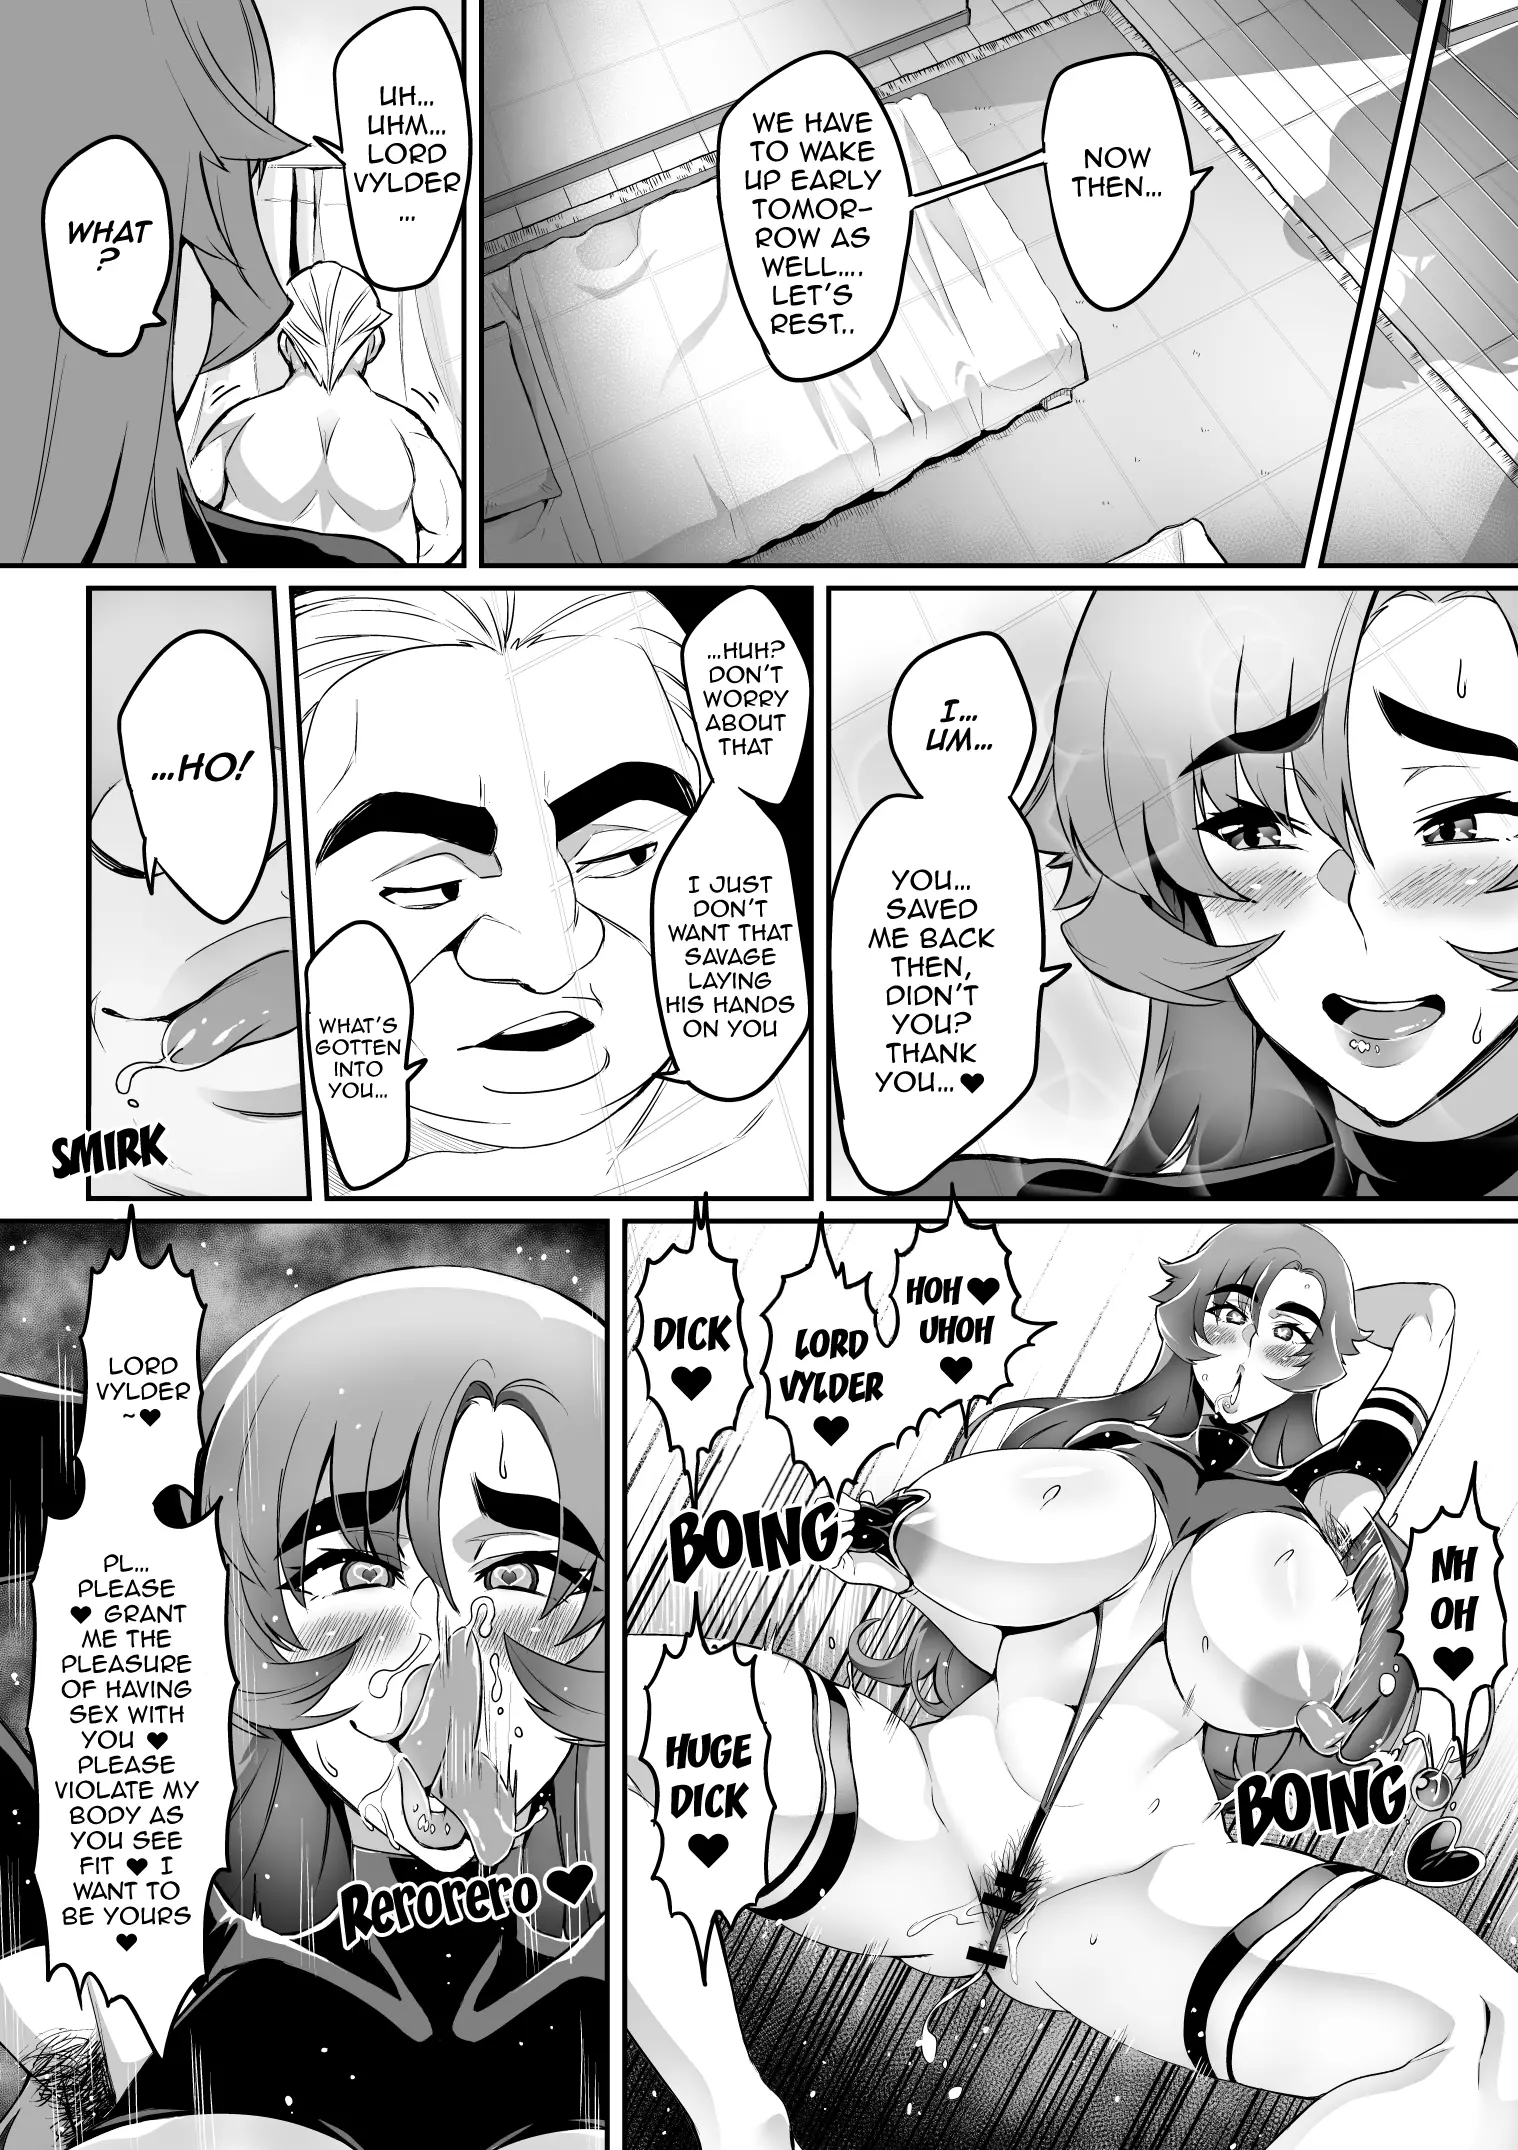 NOW
THEN...
WE HAVE
TO WAKE
UP EARLY
TOMOR-
ROW AS
WELL....
LET'S
REST..
UH...
UHM...
LORD
VYLDER
...
WHAT
?
I...
UM...
YOU...
SAVED
ME BACK
THEN,
DIDN'T
YOU?
THANK
YOU...♥
...HUH?
DON'T
WORRY
ABOUT
THAT
I JUST
DON'T
WANT THAT
SAVAGE
LAYING
HIS HANDS
ON YOU
WHAT'S
GOTTEN
INTO
YOU...
...HO!
SMIRK
HOH♥
UHOH
♥
LORD
VYLDER
♥
DICK
♥
BOING
NH
OH
♥
HUGE
DICK
♥
BOING
LORD
VYLDER
~♥
PL...
PLEASE
♥ GRANT
ME THE
PLEASURE
OF HAVING
SEX WITH
YOU ♥
PLEASE
VIOLATE MY
BODY AS
YOU SEE
FIT ♥ I
WANT TO
BE YOURS
♥
Rerorero♥